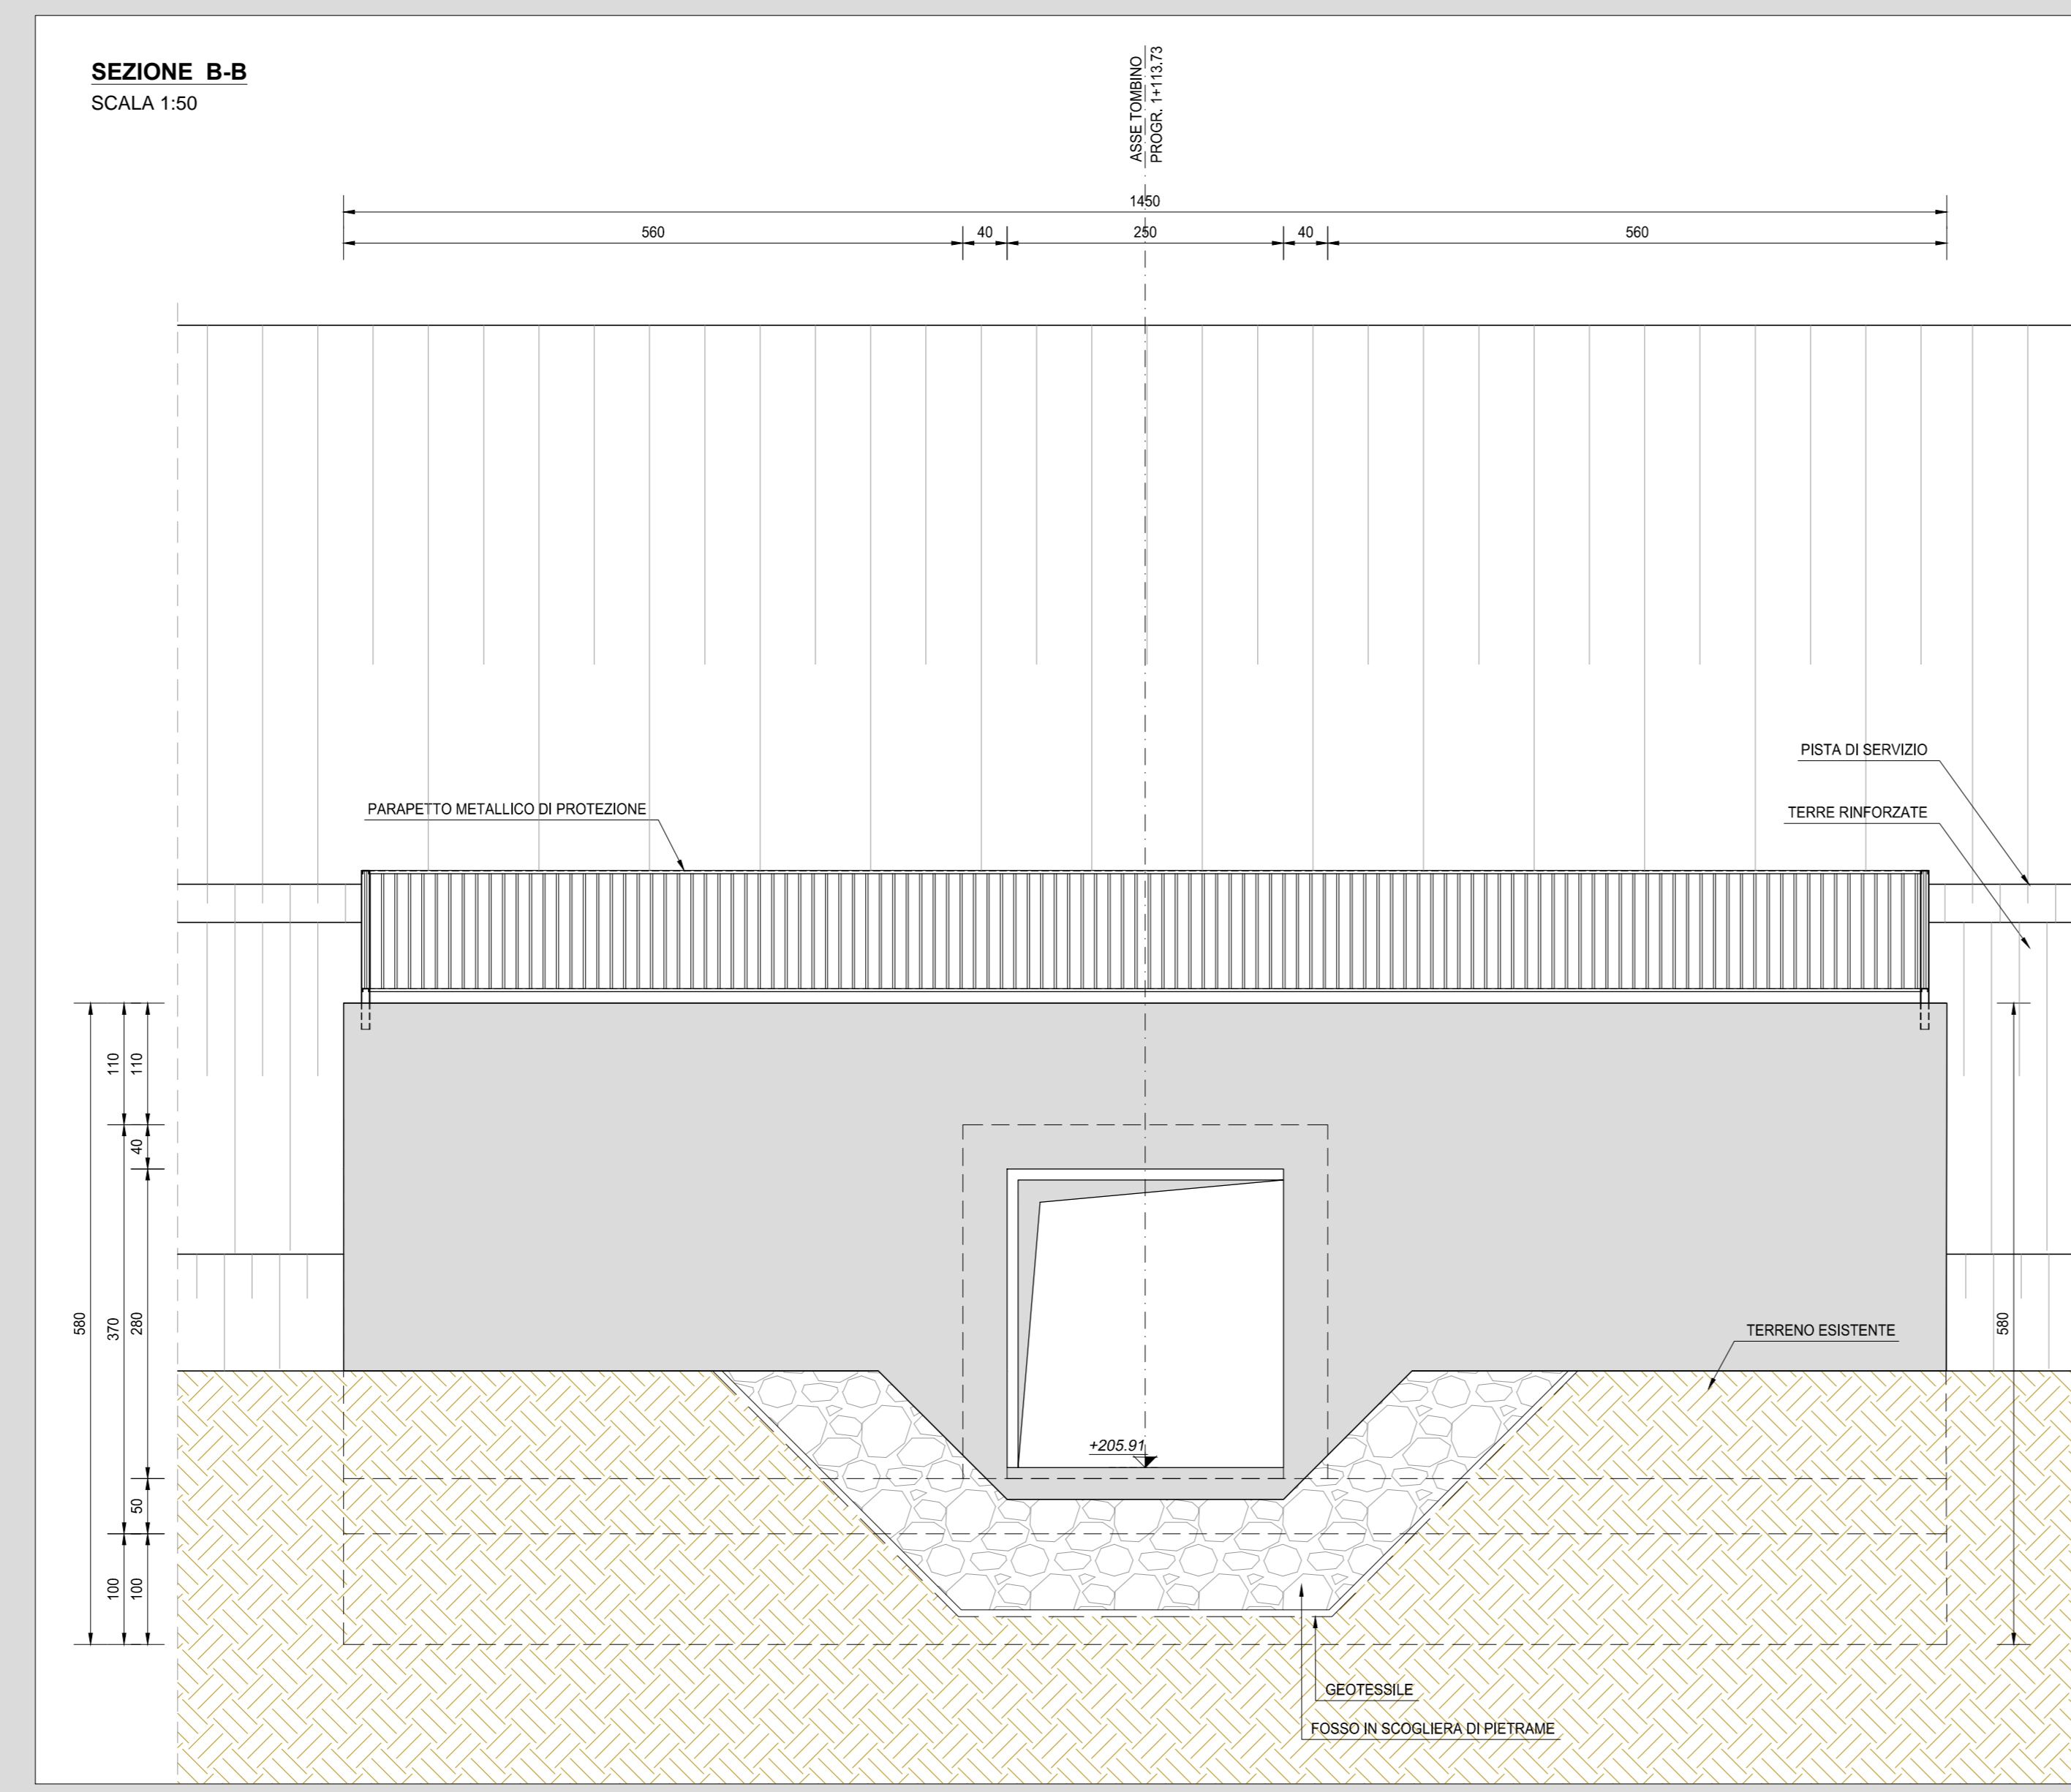 SEZIONE B-B
SCALA 1:50
ASSE TOMBINO
PROGR. 1+113.73
1450
560
40
250
40
560
PISTA DI SERVIZIO
PARAPETTO METALLICO DI PROTEZIONE
TERRE RINFORZATE
110
110
40
580
370
280
580
TERRENO ESISTENTE
+205.91
50
100
100
GEOTESSILE
FOSSO IN SCOGLIERA DI PIETRAME